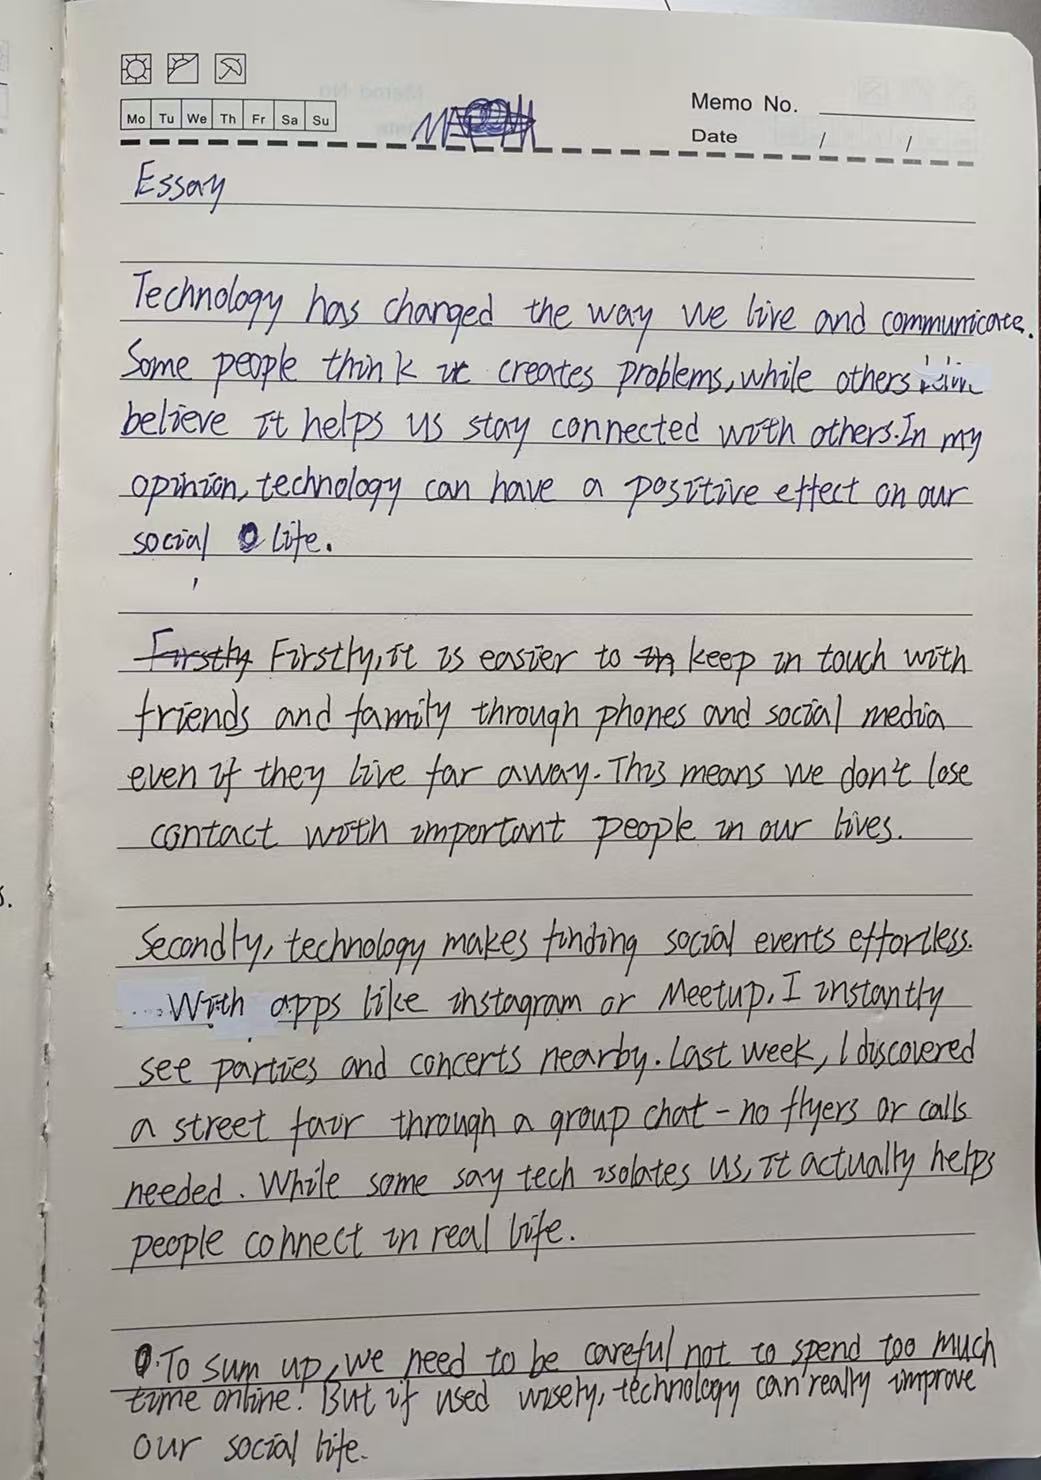 Mo Tu We Th Fr Sa Su
Memo No.
Date / /
Essay
Technology has changed the way we live and communicate.
Some people think it creates problems, while others
believe it helps us stay connected with others. In my
opinion, technology can have a positive effect on our
social life.
Firstly Firstly, it is easier to keep in touch with
friends and family through phones and social media
even if they live far away. This means we don't lose
contact with important people in our lives.
Secondly, technology makes finding social events effortless.
With apps like instagram or Meetup, I instantly
see parties and concerts nearby. Last week, I discovered
a street fair through a group chat - no flyers or calls
needed. While some say tech isolates us, it actually helps
people connect in real life.
To sum up, we need to be careful not to spend too much
time online. But if used wisely, technology can really improve
our social life.
s.